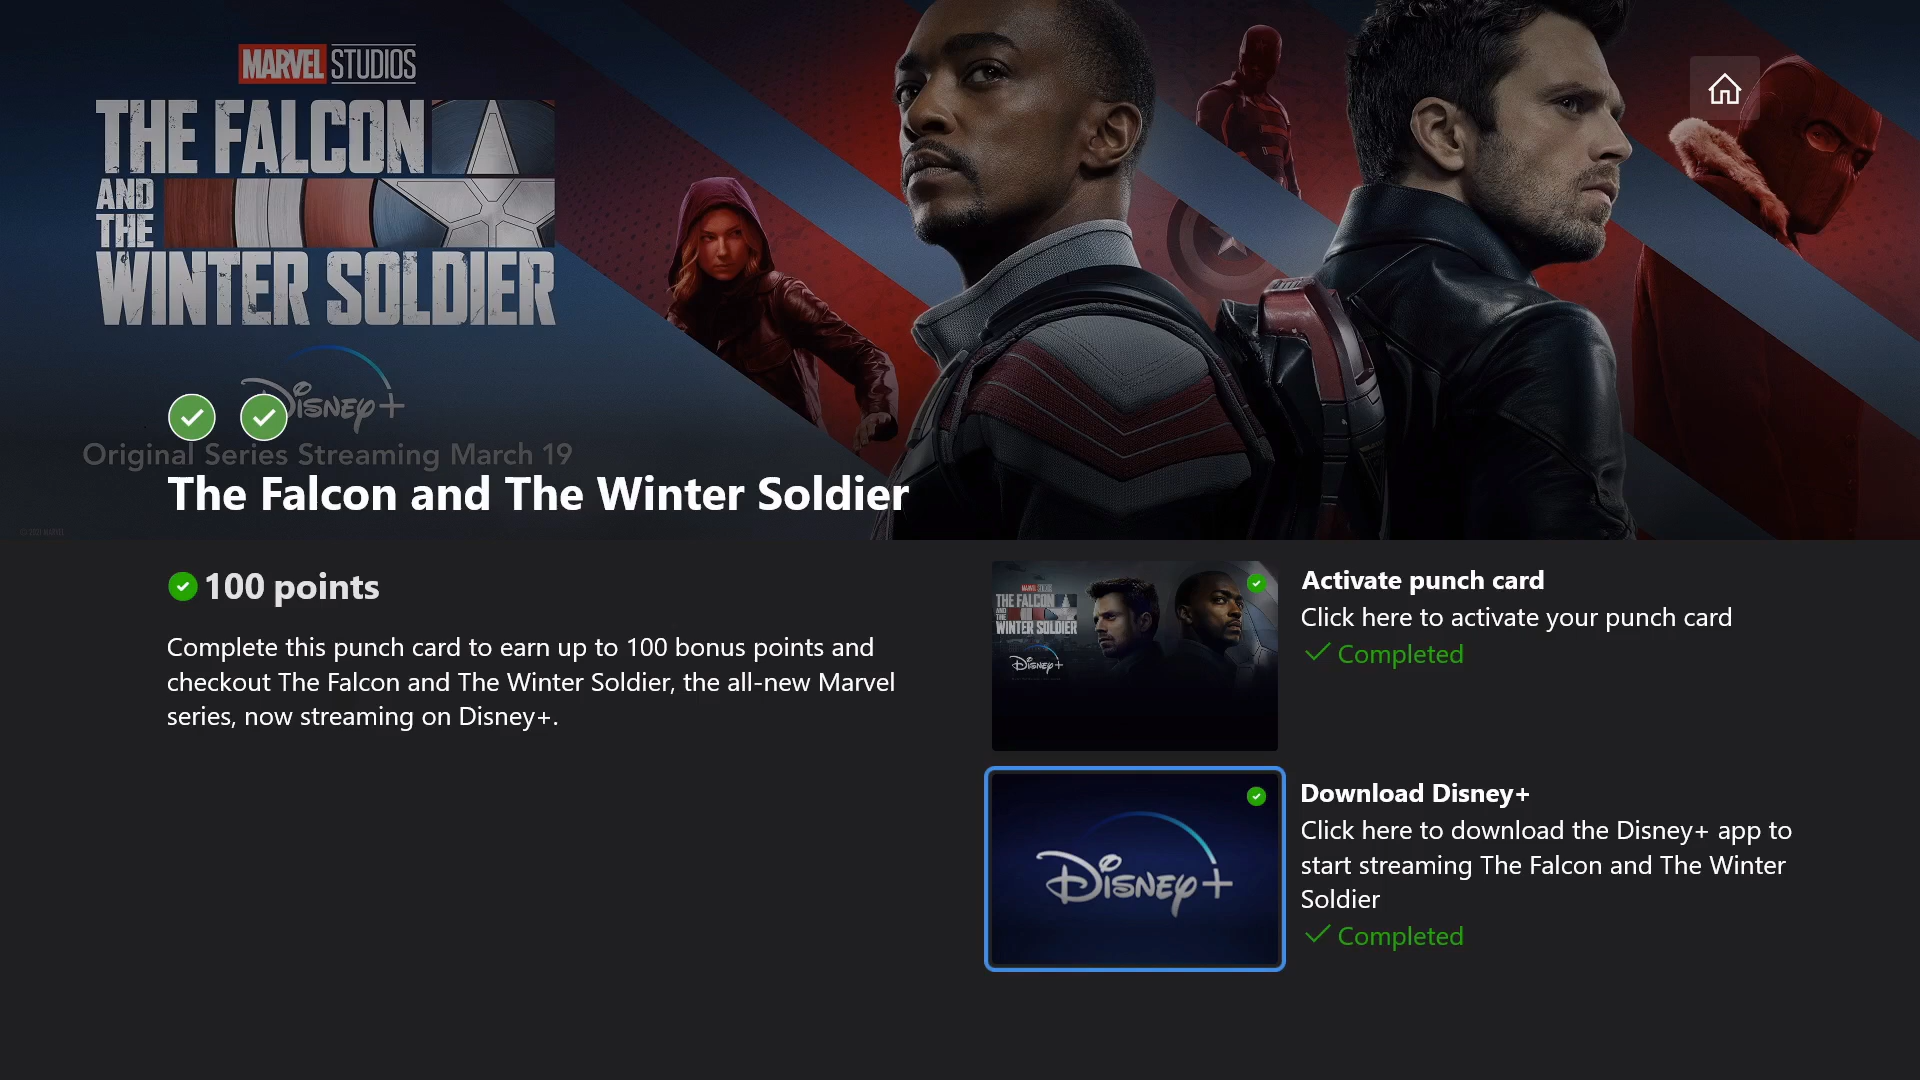 MARVEL STUDIOS
THE FALCON
AND
THE
WINTER SOLDIER
Disney+
Original Series Streaming March 19
The Falcon and The Winter Soldier
100 points
Complete this punch card to earn up to 100 bonus points and
checkout The Falcon and The Winter Soldier, the all-new Marvel
series, now streaming on Disney+.
MARVEL STUDIOS
THE FALCON
AND
THE
WINTER SOLDIER
Disney+
Activate punch card
Click here to activate your punch card
Completed
Disney+
Download Disney+
Click here to download the Disney+ app to
start streaming The Falcon and The Winter
Soldier
Completed